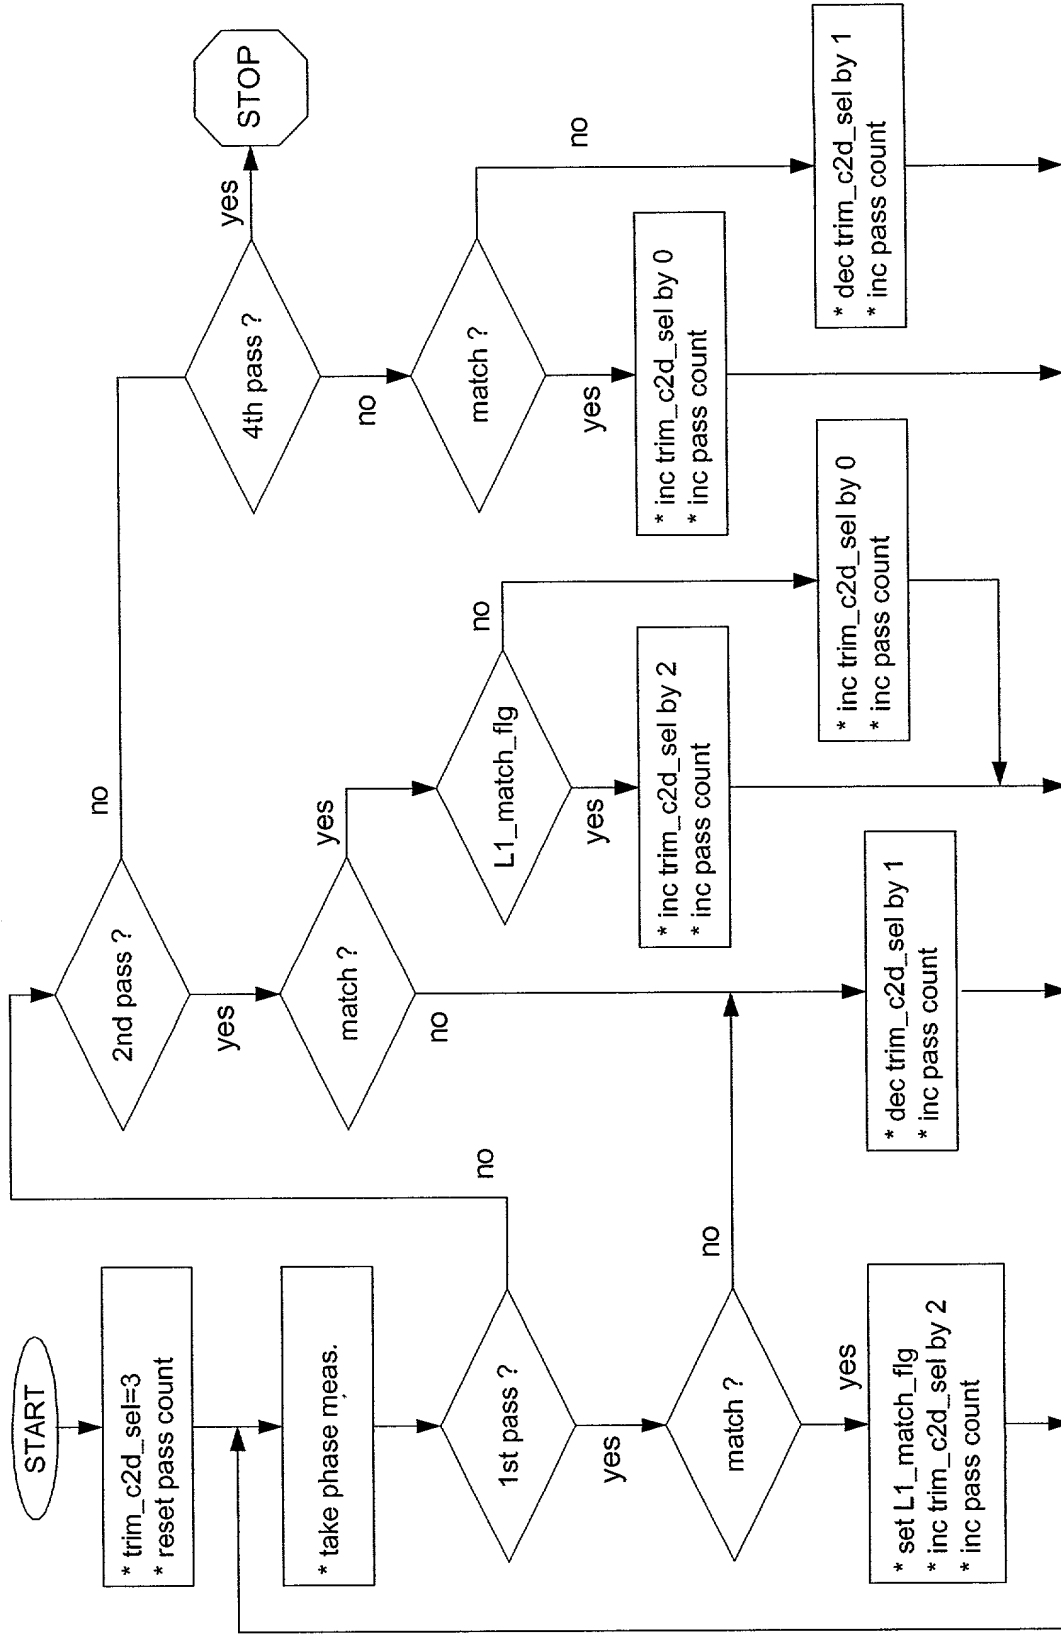 START
* trim_c2d_sel=3
* reset pass count
* take phase meas.
1st pass ?
no
yes
match ?
no
yes
* set L1_match_flg
* inc trim_c2d_sel by 2
* inc pass count
2nd pass ?
no
yes
match ?
yes
no
* dec trim_c2d_sel by 1
* inc pass count
L1_match_flg
no
yes
* inc trim_c2d_sel by 2
* inc pass count
* inc trim_c2d_sel by 0
* inc pass count
4th pass ?
yes
STOP
no
match ?
no
yes
* inc trim_c2d_sel by 0
* inc pass count
* dec trim_c2d_sel by 1
* inc pass count